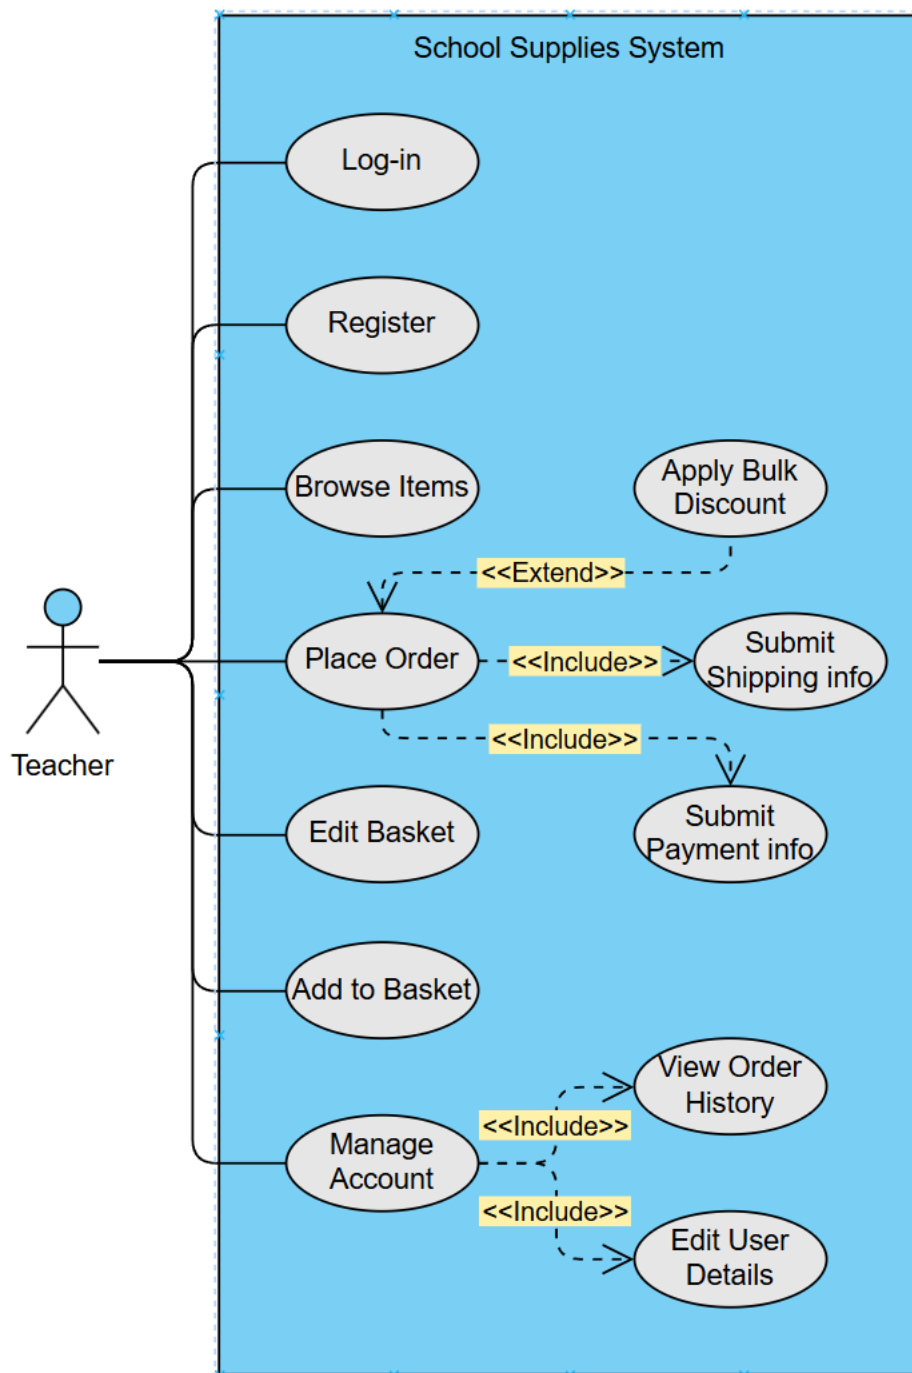 School Supplies System
Log-in
Register
Browse Items
Apply Bulk
Discount
<<Extend>>
Place Order
<<Include>>
Submit
Shipping info
<<Include>>
Teacher
Edit Basket
Submit
Payment info
Add to Basket
View Order
History
<<Include>>
Manage
Account
<<Include>>
Edit User
Details